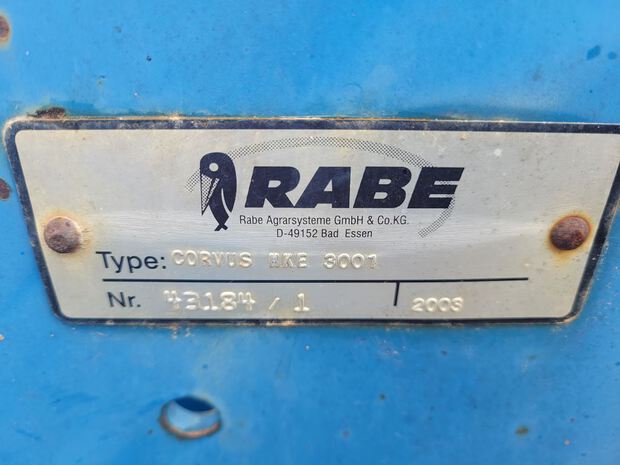 RABE
Rabe Agrarsysteme GmbH & Co.KG.
D-49152 Bad Essen
Type: CORVUS MKE 3001
Nr. 43184 / 1 2003